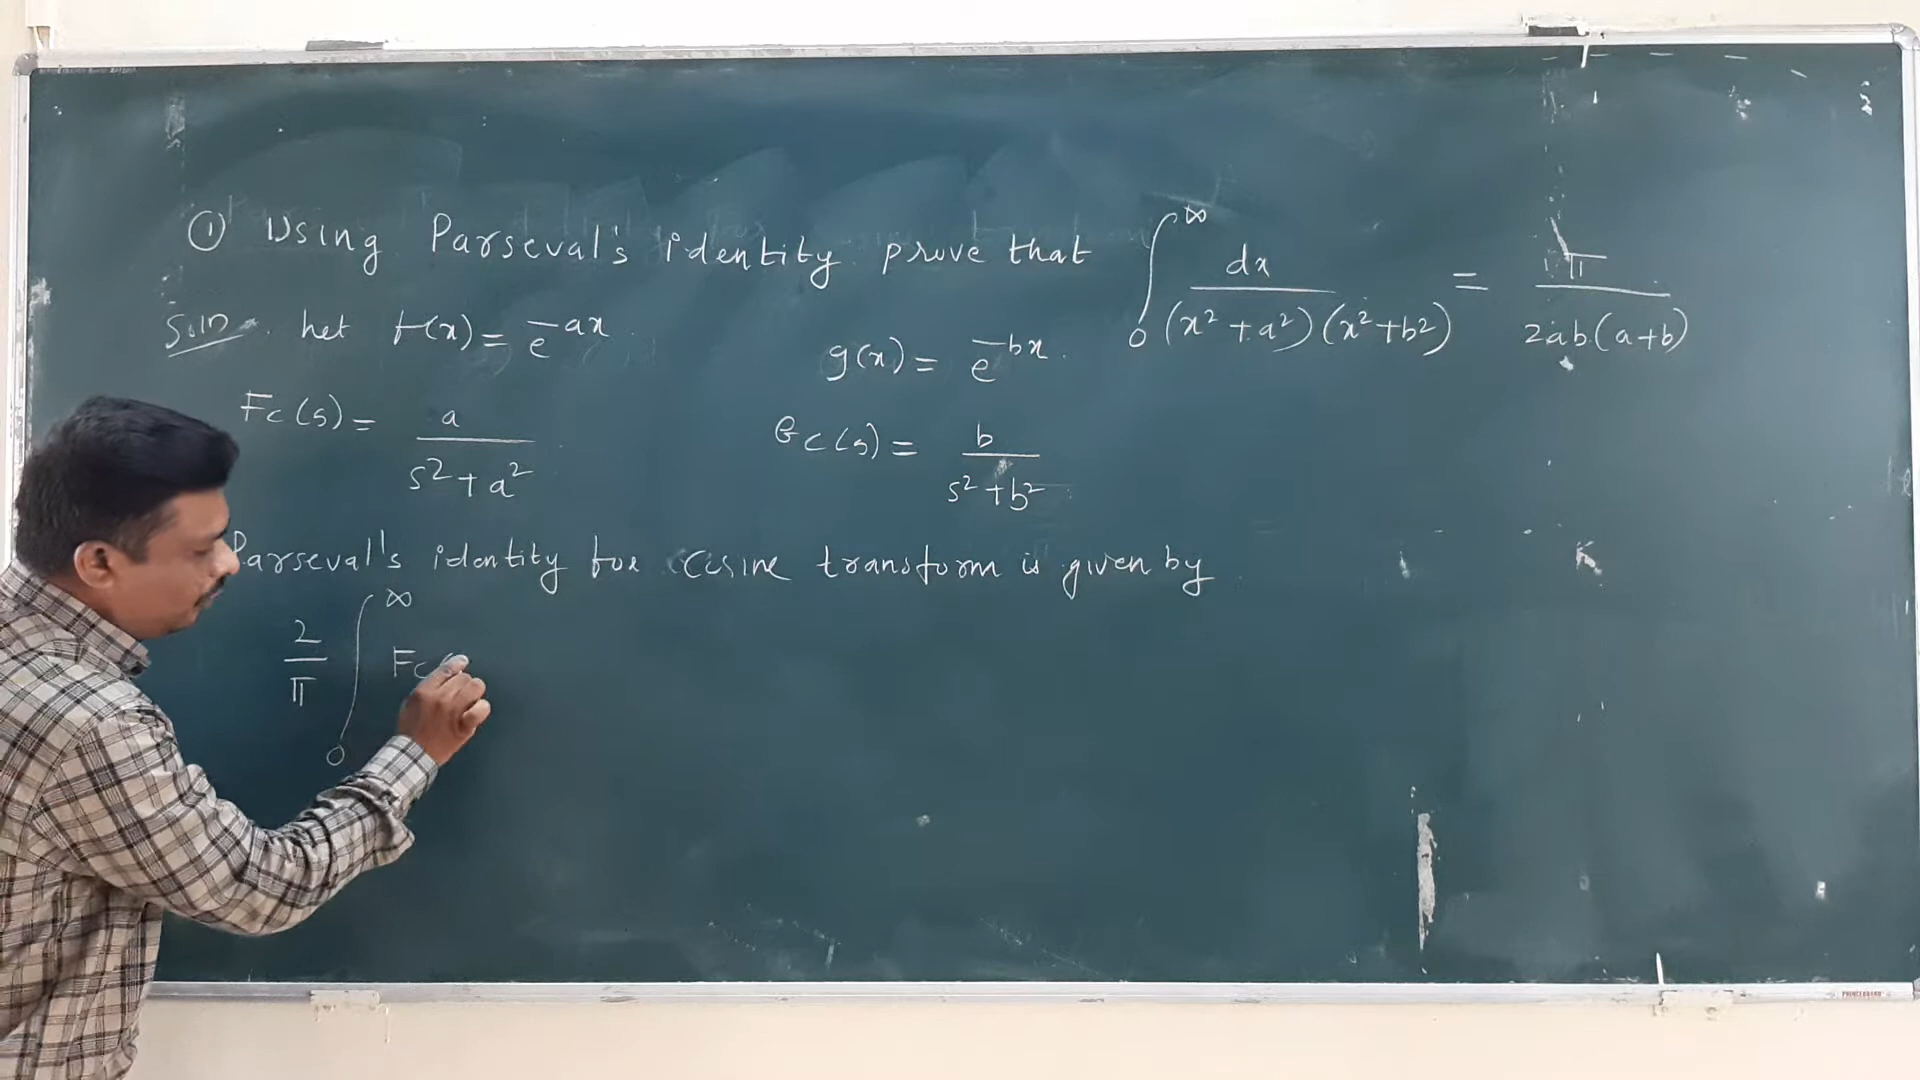 ① Using Parseval's identity prove that ∫₀^∞ dx / (x² + a²)(x² + b²) = π / 2ab(a+b)
Soln. Let f(x) = e^-ax. g(x) = e^-bx.
Fc(s) = a / s² + a² Gc(s) = b / s² + b²
Parseval's identity for cosine transform is given by
2/π ∫₀^∞ Fc(
PRINCEBOARD